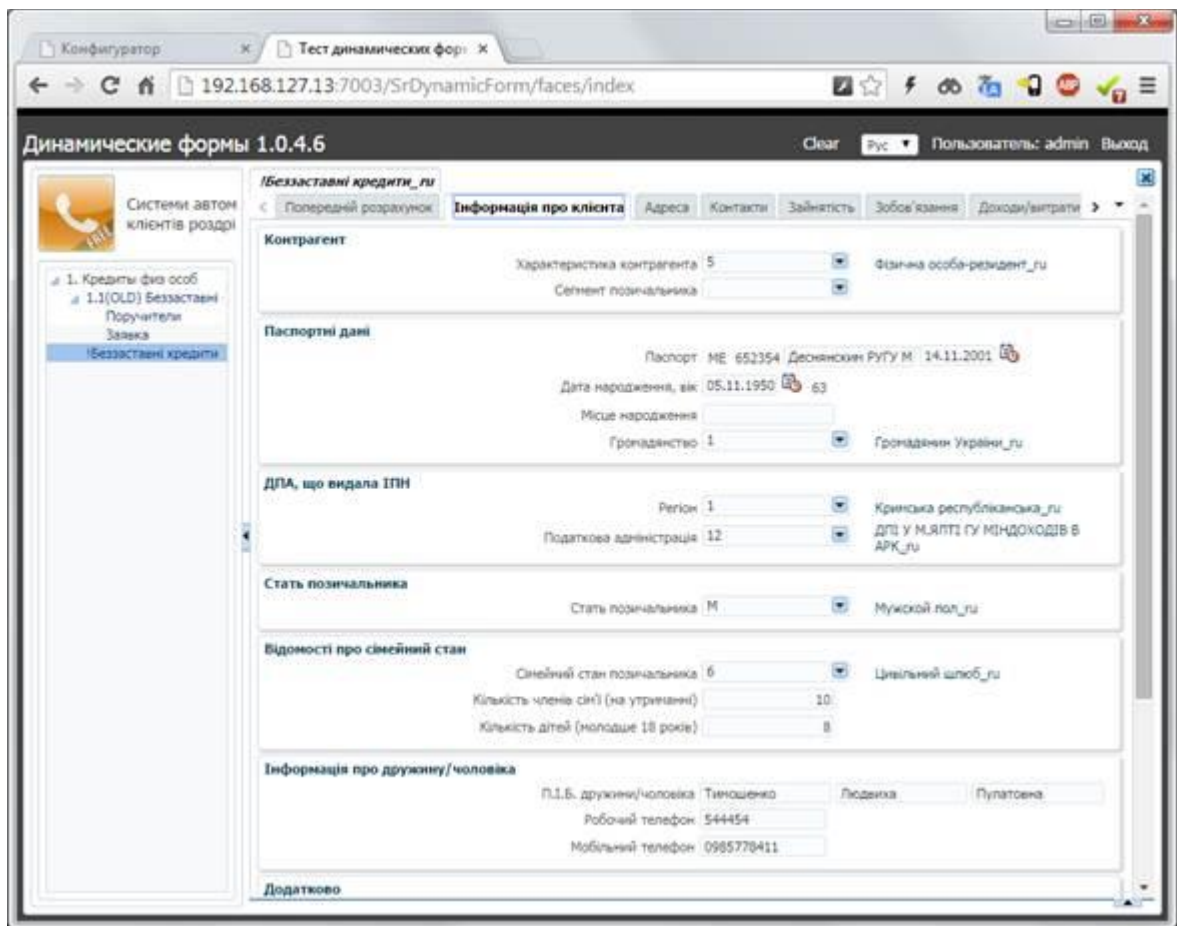 Конфигуратор
Тест динамических фор
192.168.127.13:7003/SrDynamicForm/faces/index
Динамические формы 1.0.4.6
Clear Рус Пользователь: admin Выход
FREE
Системи автом
клієнтів роздрі
1. Кредиты физ особ
1.1(OLD) Беззаставні
Поручители
Заявка
!Беззаставні кредити
!Беззаставні кредити_ru
Попередній розрахунок Інформація про клієнта Адреса Контакти Зайнятість Зобов'язання Доходи/витрати
Контрагент
Характеристика контрагента 5 Фізична особа-резидент_ru
Сегмент позичальника
Паспортні дані
Паспорт МЕ 652354 Деснянским РУГУ М 14.11.2001
Дата народження, вік 05.11.1950 63
Місце народження
Громадянство 1 Громадянин України_ru
ДПА, що видала ІПН
Регіон 1 Кримська республіканська_ru
Податкова адміністрація 12 ДПІ У М.ЯЛТІ ГУ МІНДОХОДІВ В
АРК_ru
Стать позичальника
Стать позичальника М Мужской пол_ru
Відомості про сімейний стан
Сімейний стан позичальника 6 Цивільний шлюб_ru
Кількість членів сім'ї (на утриманні) 10
Кількість дітей (молодше 18 років) 8
Інформація про дружину/чоловіка
П.І.Б. дружини/чоловіка Тимошенко Людвиха Пулатовна
Робочий телефон 544454
Мобільний телефон 0985778411
Додатково